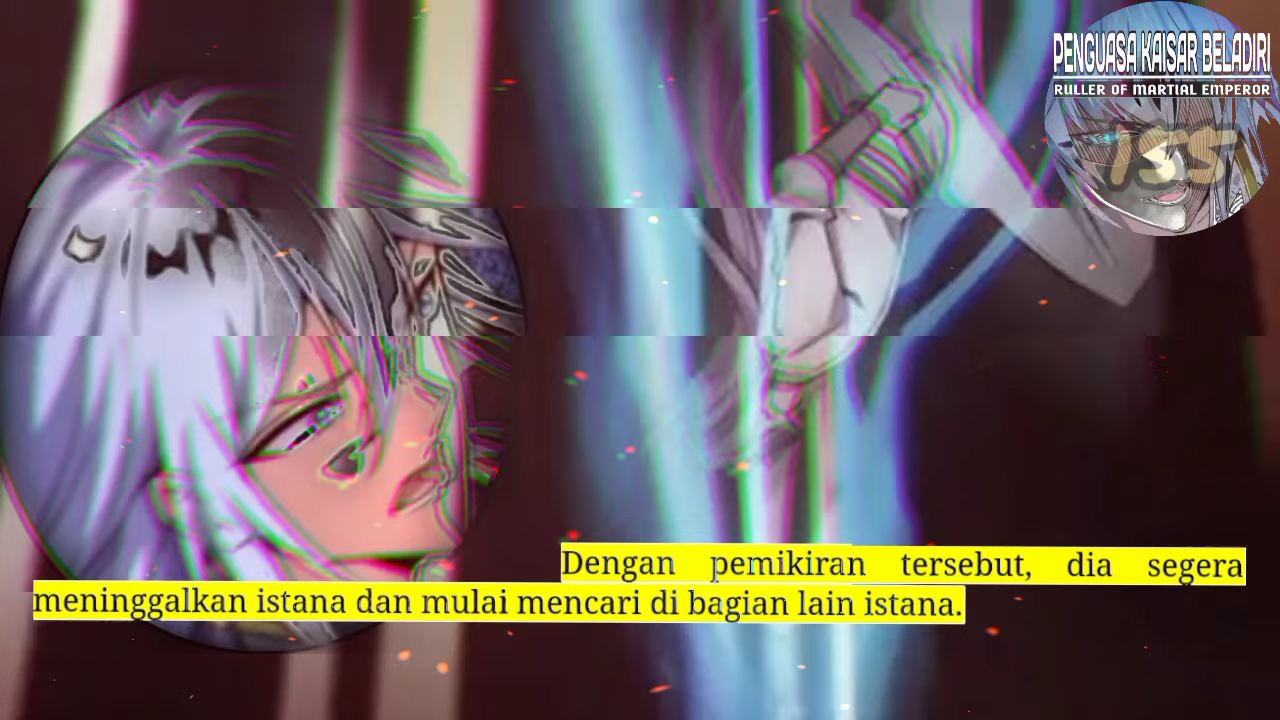 PENGUASA KAISAR BELADIRI
RULLER OF MARTIAL EMPEROR
155
Dengan pemikiran tersebut, dia segera
meninggalkan istana dan mulai mencari di bagian lain istana.